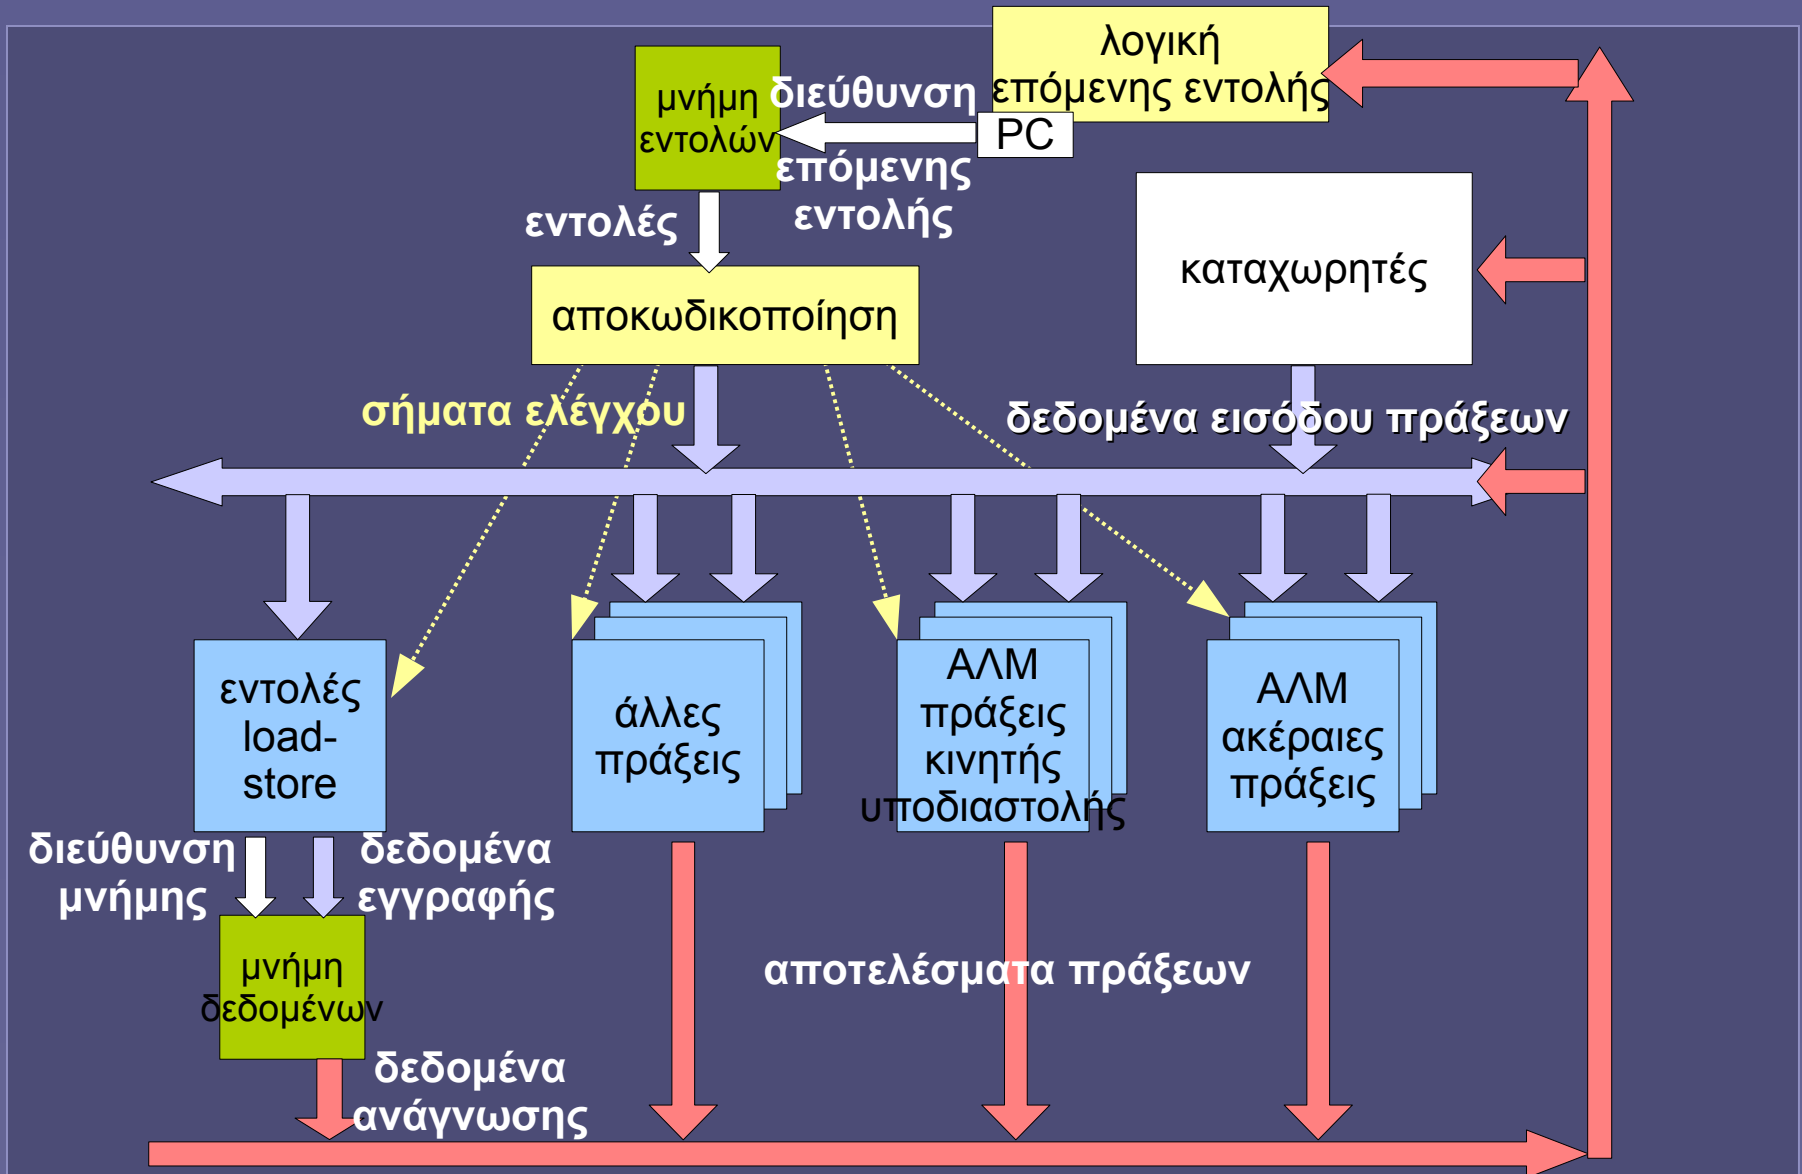 λογική
επόμενης εντολής
PC
μνήμη
εντολών
διεύθυνση
επόμενης
εντολής
εντολές
καταχωρητές
αποκωδικοποίηση
σήματα ελέγχου
δεδομένα εισόδου πράξεων
εντολές
load-
store
άλλες
πράξεις
ΑΛΜ
πράξεις
κινητής
υποδιαστολής
ΑΛΜ
ακέραιες
πράξεις
διεύθυνση
μνήμης
δεδομένα
εγγραφής
μνήμη
δεδομένων
αποτελέσματα πράξεων
δεδομένα
ανάγνωσης